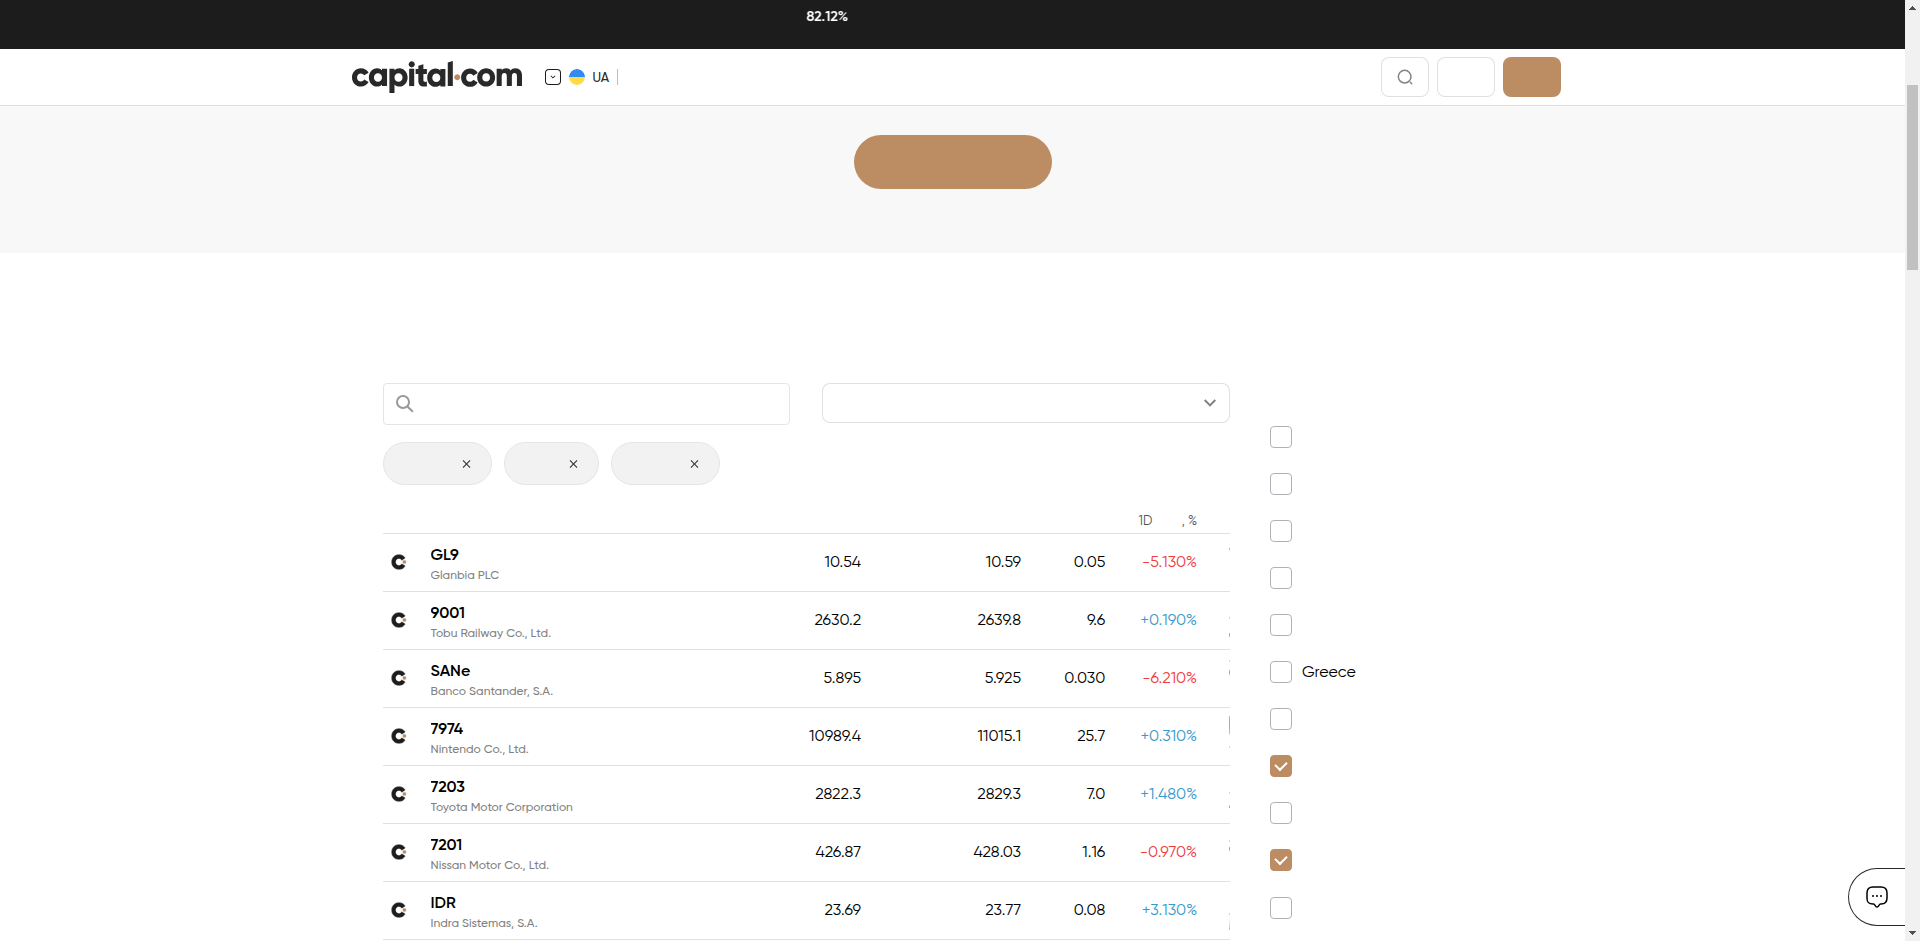 82.12%
capital.com
UA
1D , %
GL9
Glanbia PLC
10.54 10.59 0.05 -5.130%
9001
Tobu Railway Co., Ltd.
2630.2 2639.8 9.6 +0.190%
SANe
Banco Santander, S.A.
5.895 5.925 0.030 -6.210%
Greece
7974
Nintendo Co., Ltd.
10989.4 11015.1 25.7 +0.310%
7203
Toyota Motor Corporation
2822.3 2829.3 7.0 +1.480%
7201
Nissan Motor Co., Ltd.
426.87 428.03 1.16 -0.970%
IDR
Indra Sistemas, S.A.
23.69 23.77 0.08 +3.130%